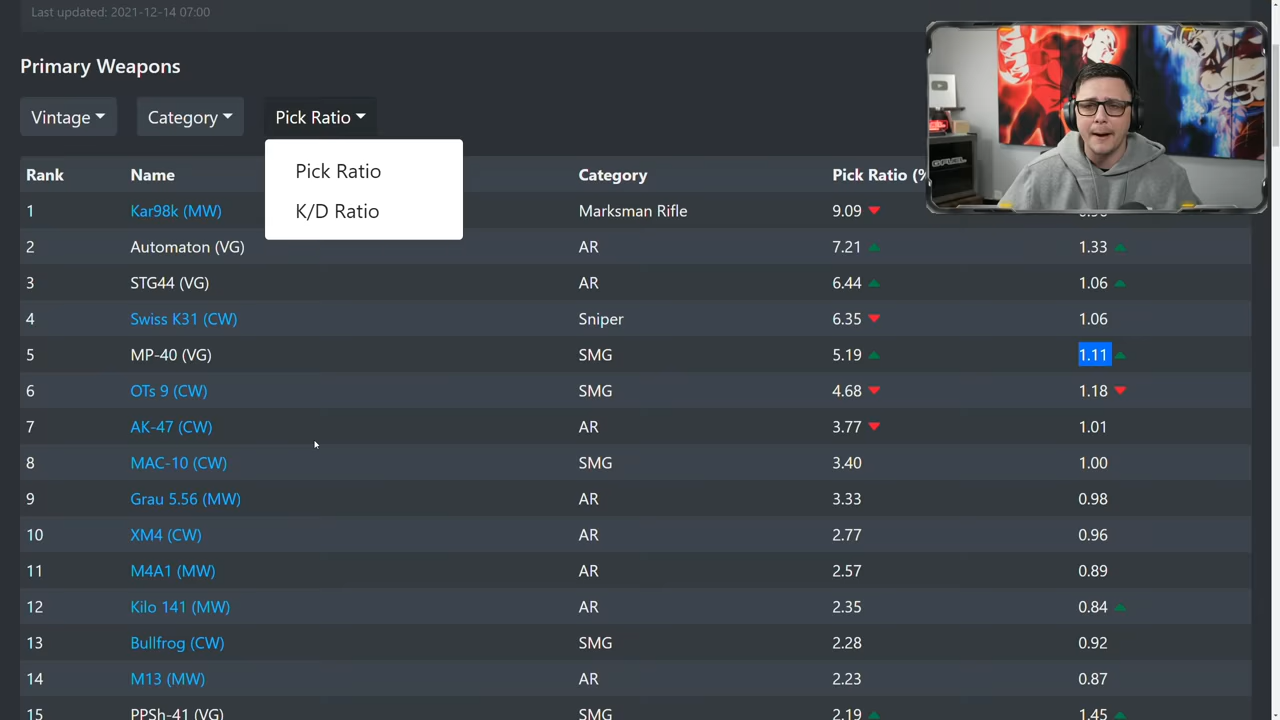 Last updated: 2021-12-14 07:00
Primary Weapons
Vintage Category Pick Ratio
Pick Ratio
K/D Ratio
Rank Name Category Pick Ratio (%
1 Kar98k (MW) Marksman Rifle 9.09
2 Automaton (VG) AR 7.21 1.33
3 STG44 (VG) AR 6.44 1.06
4 Swiss K31 (CW) Sniper 6.35 1.06
5 MP-40 (VG) SMG 5.19 1.11
6 OTs 9 (CW) SMG 4.68 1.18
7 AK-47 (CW) AR 3.77 1.01
8 MAC-10 (CW) SMG 3.40 1.00
9 Grau 5.56 (MW) AR 3.33 0.98
10 XM4 (CW) AR 2.77 0.96
11 M4A1 (MW) AR 2.57 0.89
12 Kilo 141 (MW) AR 2.35 0.84
13 Bullfrog (CW) SMG 2.28 0.92
14 M13 (MW) AR 2.23 0.87
15 PPSh-41 (VG) SMG 2.19 1.45
GFUEL